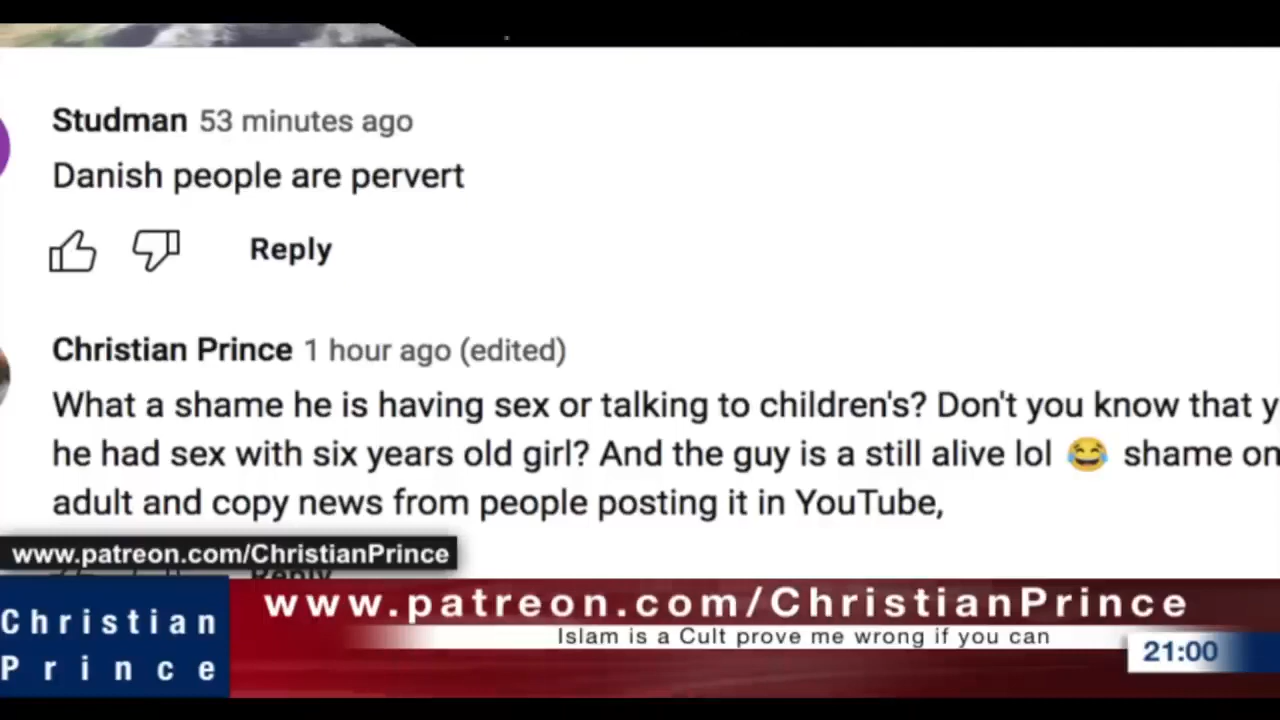 Studman 53 minutes ago
Danish people are pervert
Reply
Christian Prince 1 hour ago (edited)
What a shame he is having sex or talking to children's? Don't you know that y
he had sex with six years old girl? And the guy is a still alive lol 😂 shame on
adult and copy news from people posting it in YouTube,
www.patreon.com/ChristianPrince
Reply
Christian
Prince
www.patreon.com/ChristianPrince
Islam is a Cult prove me wrong if you can
21:00